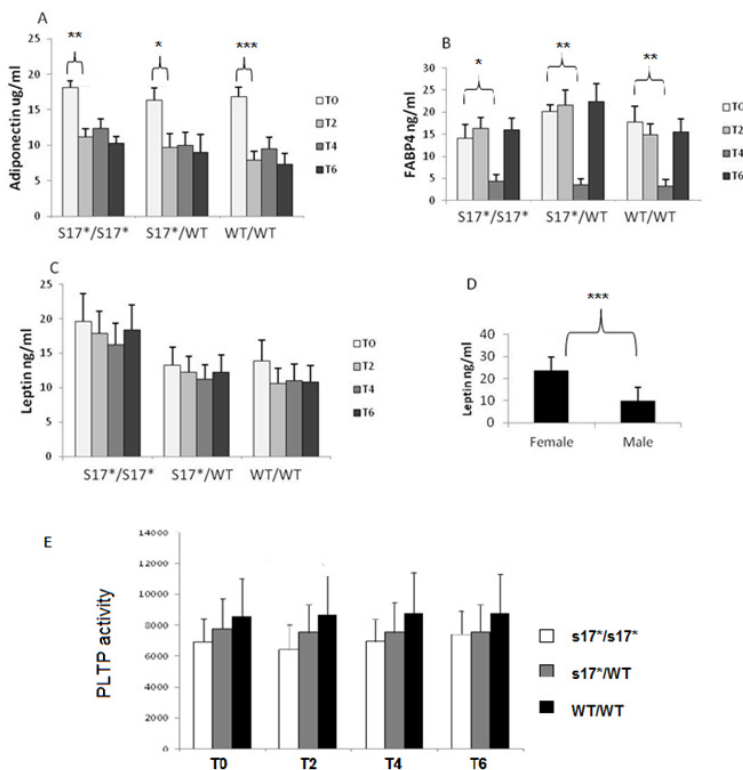 A
** * ***
25
20
15
10
5
0
Adiponectin ug/ml
S17*/S17* S17*/WT WT/WT
T0
T2
T4
T6
B
* ** **
30
25
20
15
10
5
0
FABP4 ng/ml
S17*/S17* S17*/WT WT/WT
T0
T2
T4
T6
C
25
20
15
10
5
0
Leptin ng/ml
S17*/S17* S17*/WT WT/WT
T0
T2
T4
T6
D
***
40
30
20
10
0
Leptin ng/ml
Female Male
E
14000
12000
10000
8000
6000
4000
2000
0
PLTP activity
T0 T2 T4 T6
s17*/s17*
s17*/WT
WT/WT